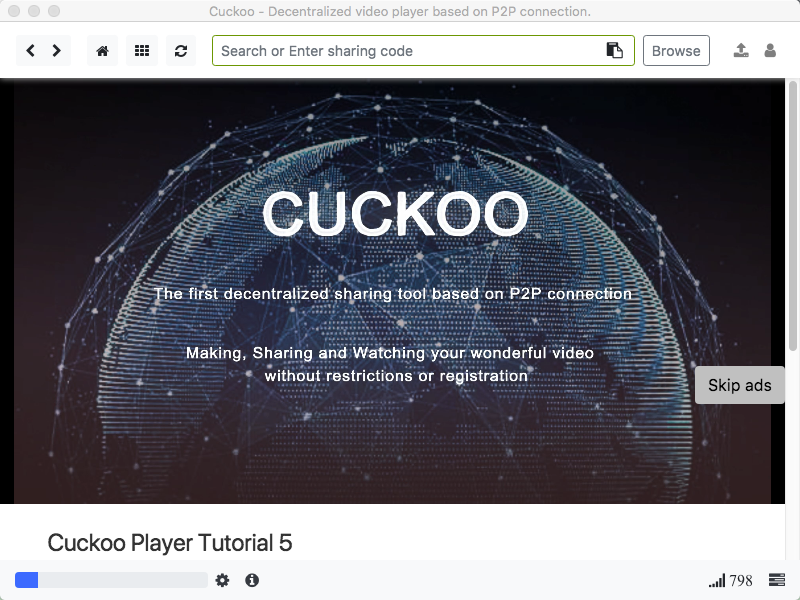 Cuckoo - Decentralized video player based on P2P connection.
Search or Enter sharing code
Browse
CUCKOO
The first decentralized sharing tool based on P2P connection
Making, Sharing and Watching your wonderful video
without restrictions or registration
Skip ads
Cuckoo Player Tutorial 5
798